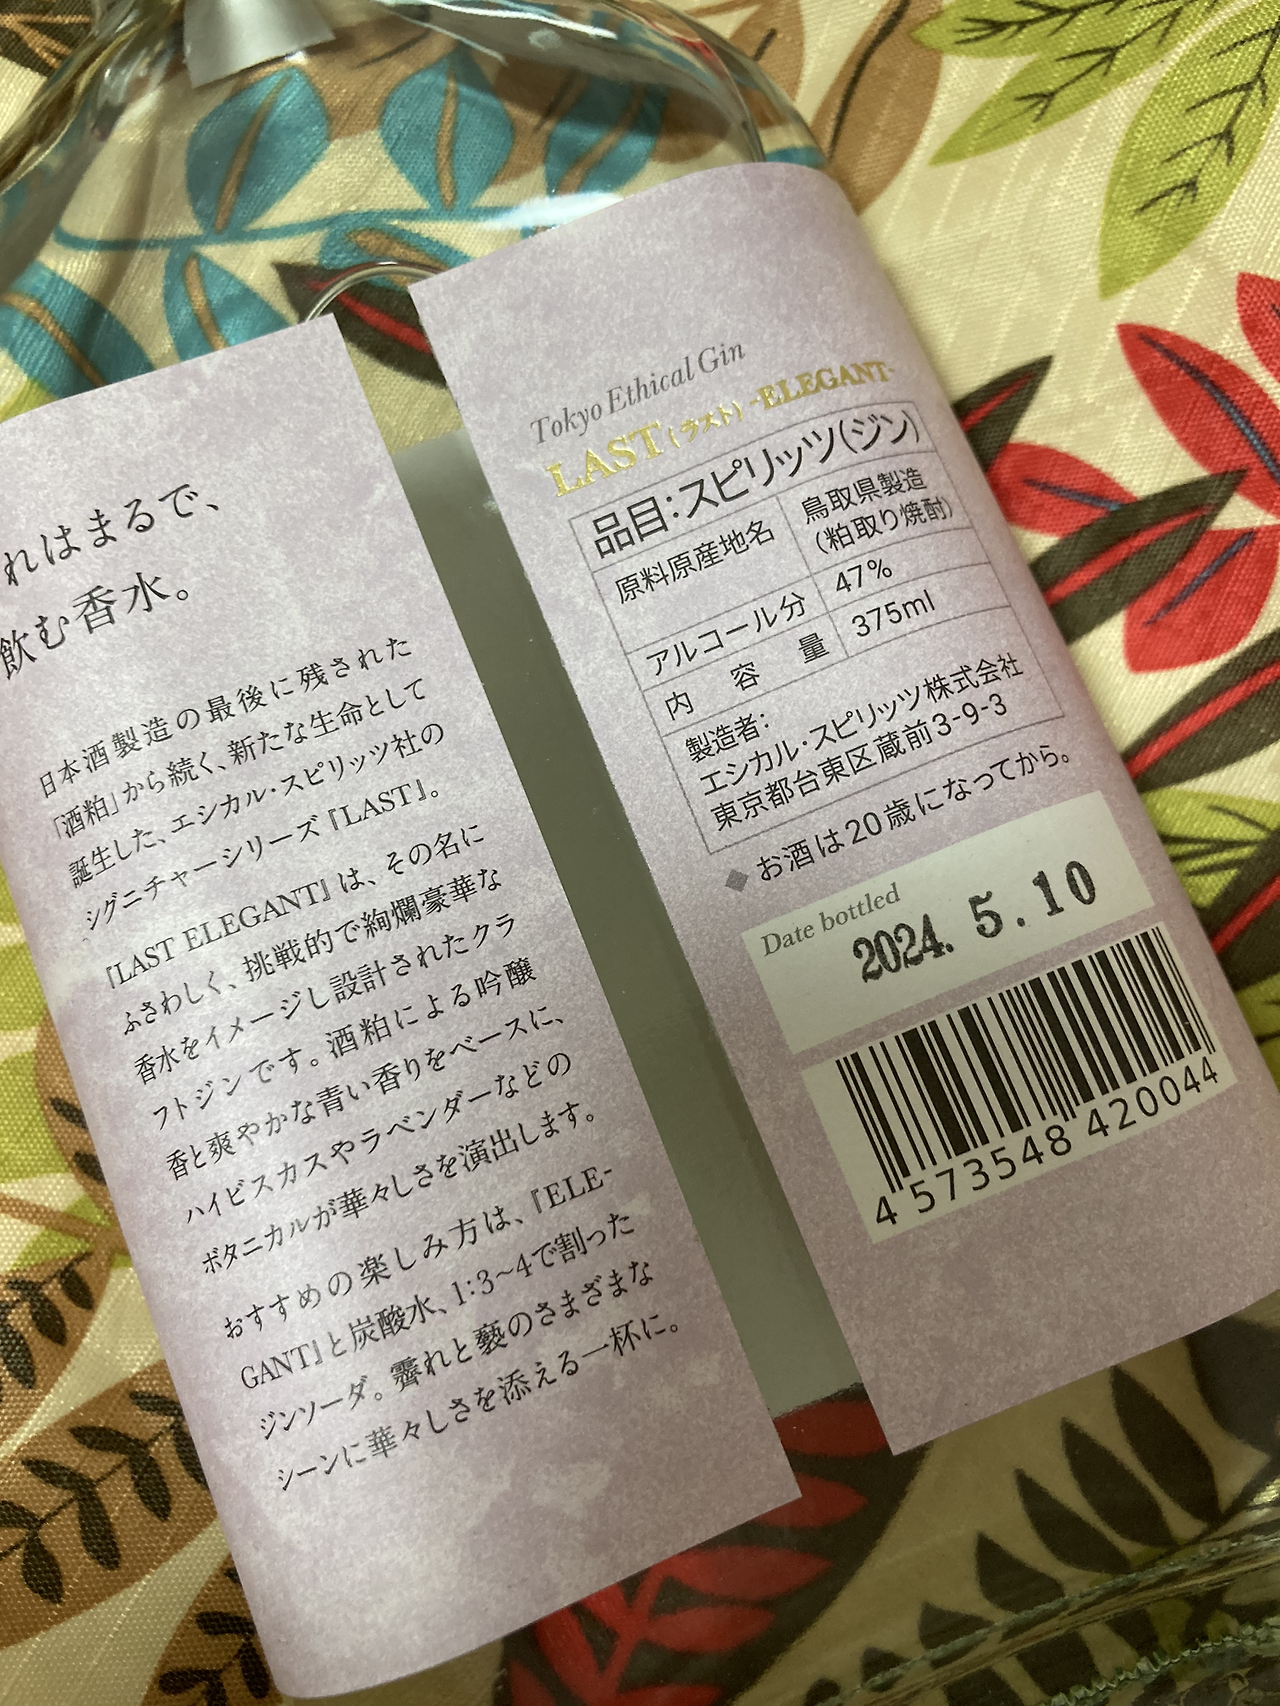 れはまるで、
飲む香水。
日本酒製造の最後に残された
「酒粕」から続く、新たな生命として
誕生した、エシカル・スピリッツ社の
シグニチャーシリーズ『LAST』。
『LAST ELEGANT』は、その名に
ふさわしく、挑戦的で絢爛豪華な
香水をイメージし設計されたクラ
フトジンです。酒粕による吟醸
香と爽やかな青い香りをベースに、
ハイビスカスやラベンダーなどの
ボタニカルが華々しさを演出します。
おすすめの楽しみ方は、『ELE-
GANT』と炭酸水、1:3~4で割った
ジンソーダ。霽れと褻のさまざまな
シーンに華々しさを添える一杯に。
Tokyo Ethical Gin
LAST(ラスト) -ELEGANT-
品目:スピリッツ(ジン)
原料原産地名 鳥取県製造
(粕取り焼酎)
アルコール分 47%
内容量 375ml
製造者:
エシカル・スピリッツ株式会社
東京都台東区蔵前3-9-3
◆お酒は20歳になってから。
Date bottled
2024. 5.10
4 573548 420044